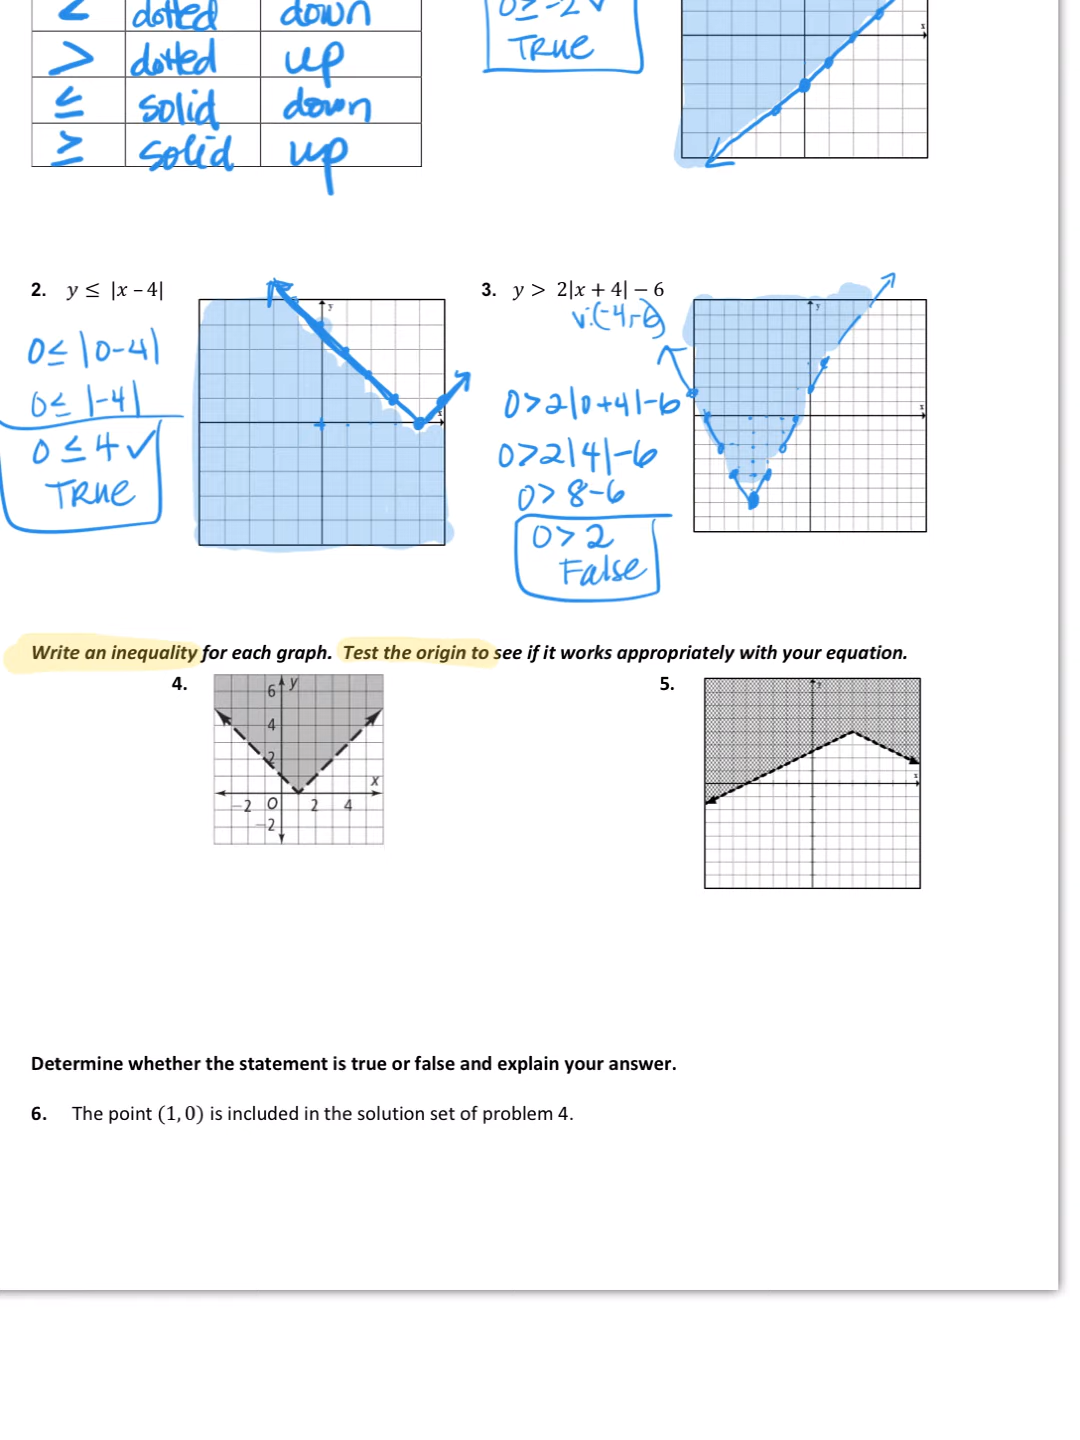 < dotted down
> dotted up
≤ solid down
≥ solid up
0 ≥ -2 ✓
TRUE
x
2. y ≤ |x – 4|
0 ≤ |0-4|
0 ≤ |-4|
0 ≤ 4 ✓
TRUE
y
x
3. y > 2|x + 4| – 6
v:(-4,-6)
0 > 2|0+4|-6
0 > 2|4|-6
0 > 8-6
0 > 2
False
y
x
Write an inequality for each graph. Test the origin to see if it works appropriately with your equation.
4.
6 y
4
2
x
-2 O 2 4
-2
5.
y
x
Determine whether the statement is true or false and explain your answer.
6. The point (1, 0) is included in the solution set of problem 4.